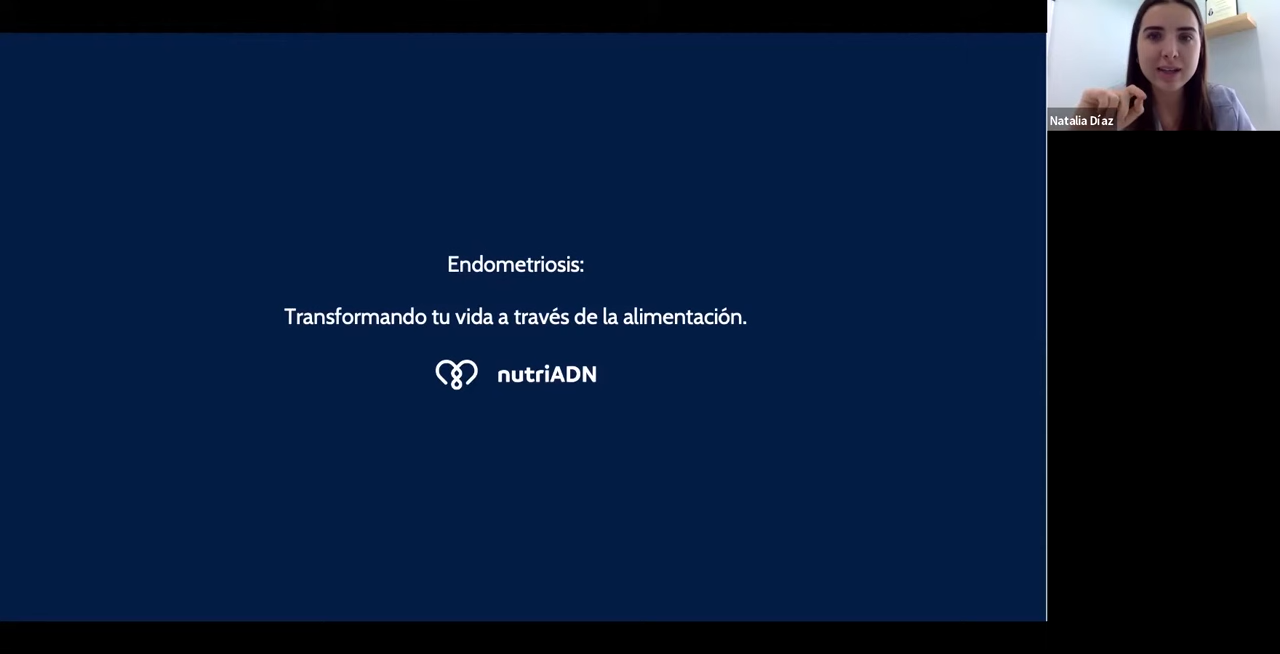 Endometriosis:
Transformando tu vida a través de la alimentación.
nutriADN
Natalia Díaz